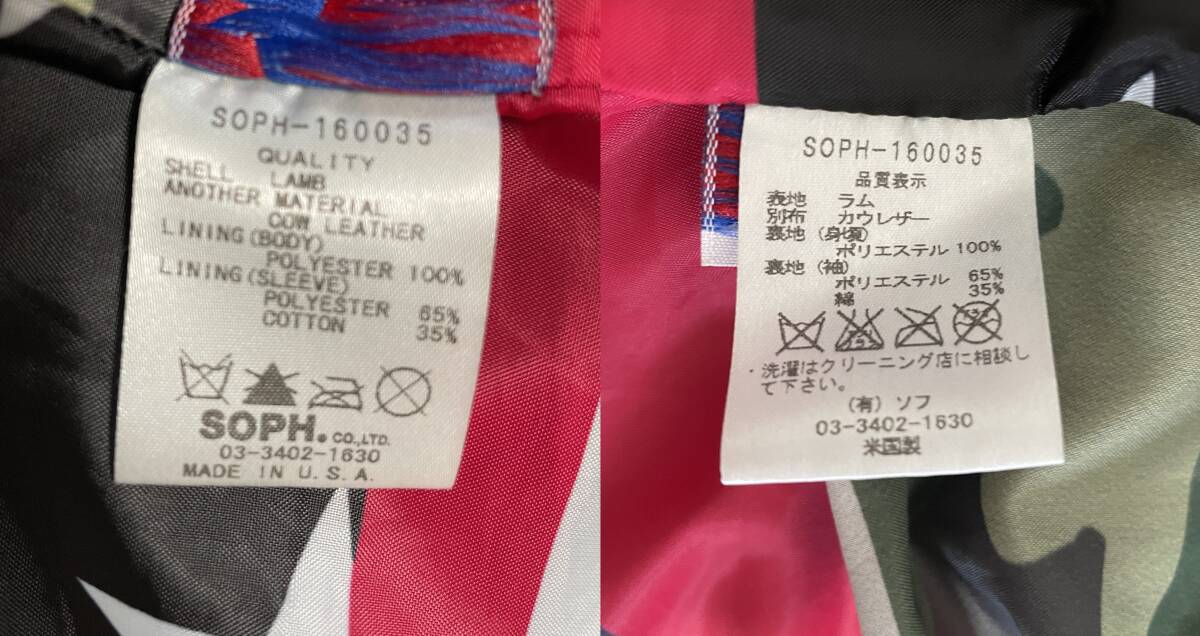 SOPH-160035
QUALITY
SHELL LAMB
ANOTHER MATERIAL
COW LEATHER
LINING(BODY)
POLYESTER 100%
LINING(SLEEVE)
POLYESTER 65%
COTTON 35%
SOPH. CO.,LTD.
03-3402-1630
MADE IN U.S.A.
SOPH-160035
品質表示
表地 ラム
別布 カウレザー
裏地(身頃)
ポリエステル 100%
裏地(袖)
ポリエステル 65%
綿 35%
・洗濯はクリーニング店に相談し
て下さい。
(有)ソフ
03-3402-1630
米国製